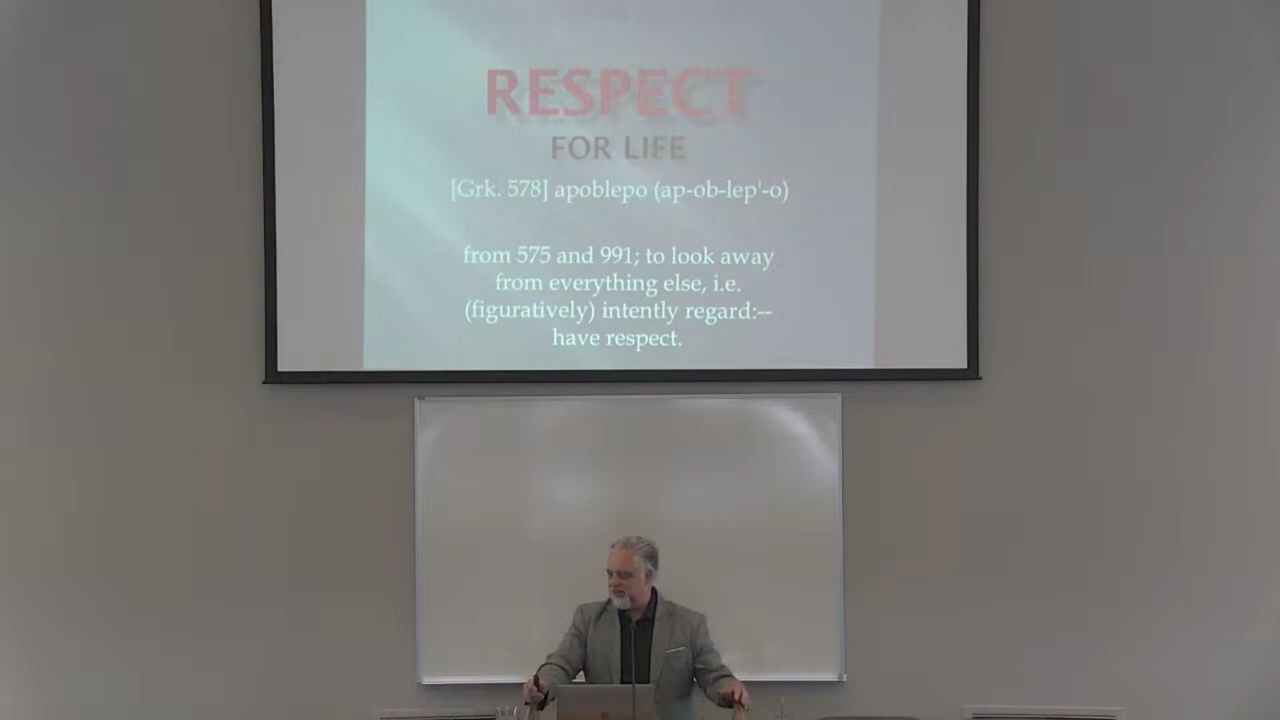 RESPECT
FOR LIFE
[Grk. 578] apoblepo (ap-ob-lep'-o)
from 575 and 991; to look away
from everything else, i.e.
(figuratively) intently regard:--
have respect.